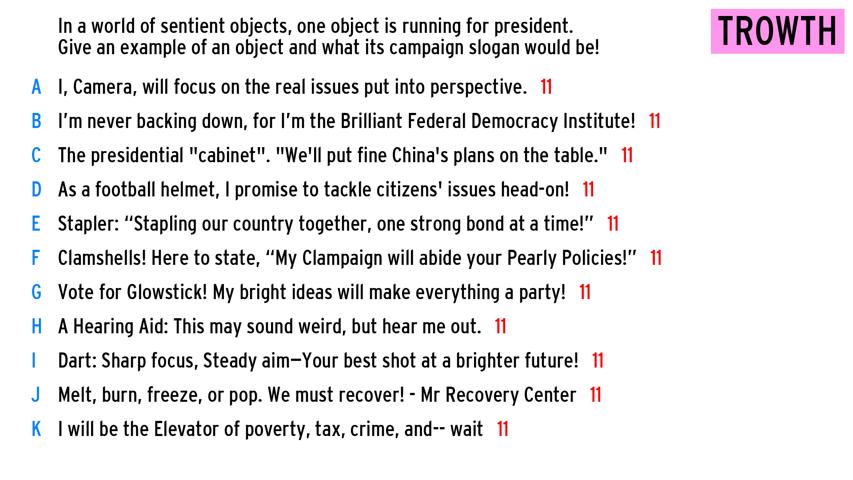 In a world of sentient objects, one object is running for president.
Give an example of an object and what its campaign slogan would be!
TROWTH
A I, Camera, will focus on the real issues put into perspective. 11
B I'm never backing down, for I'm the Brilliant Federal Democracy Institute! 11
C The presidential "cabinet". "We'll put fine China's plans on the table." 11
D As a football helmet, I promise to tackle citizens' issues head-on! 11
E Stapler: “Stapling our country together, one strong bond at a time!” 11
F Clamshells! Here to state, “My Clampaign will abide your Pearly Policies!” 11
G Vote for Glowstick! My bright ideas will make everything a party! 11
H A Hearing Aid: This may sound weird, but hear me out. 11
I Dart: Sharp focus, Steady aim—Your best shot at a brighter future! 11
J Melt, burn, freeze, or pop. We must recover! - Mr Recovery Center 11
K I will be the Elevator of poverty, tax, crime, and-- wait 11